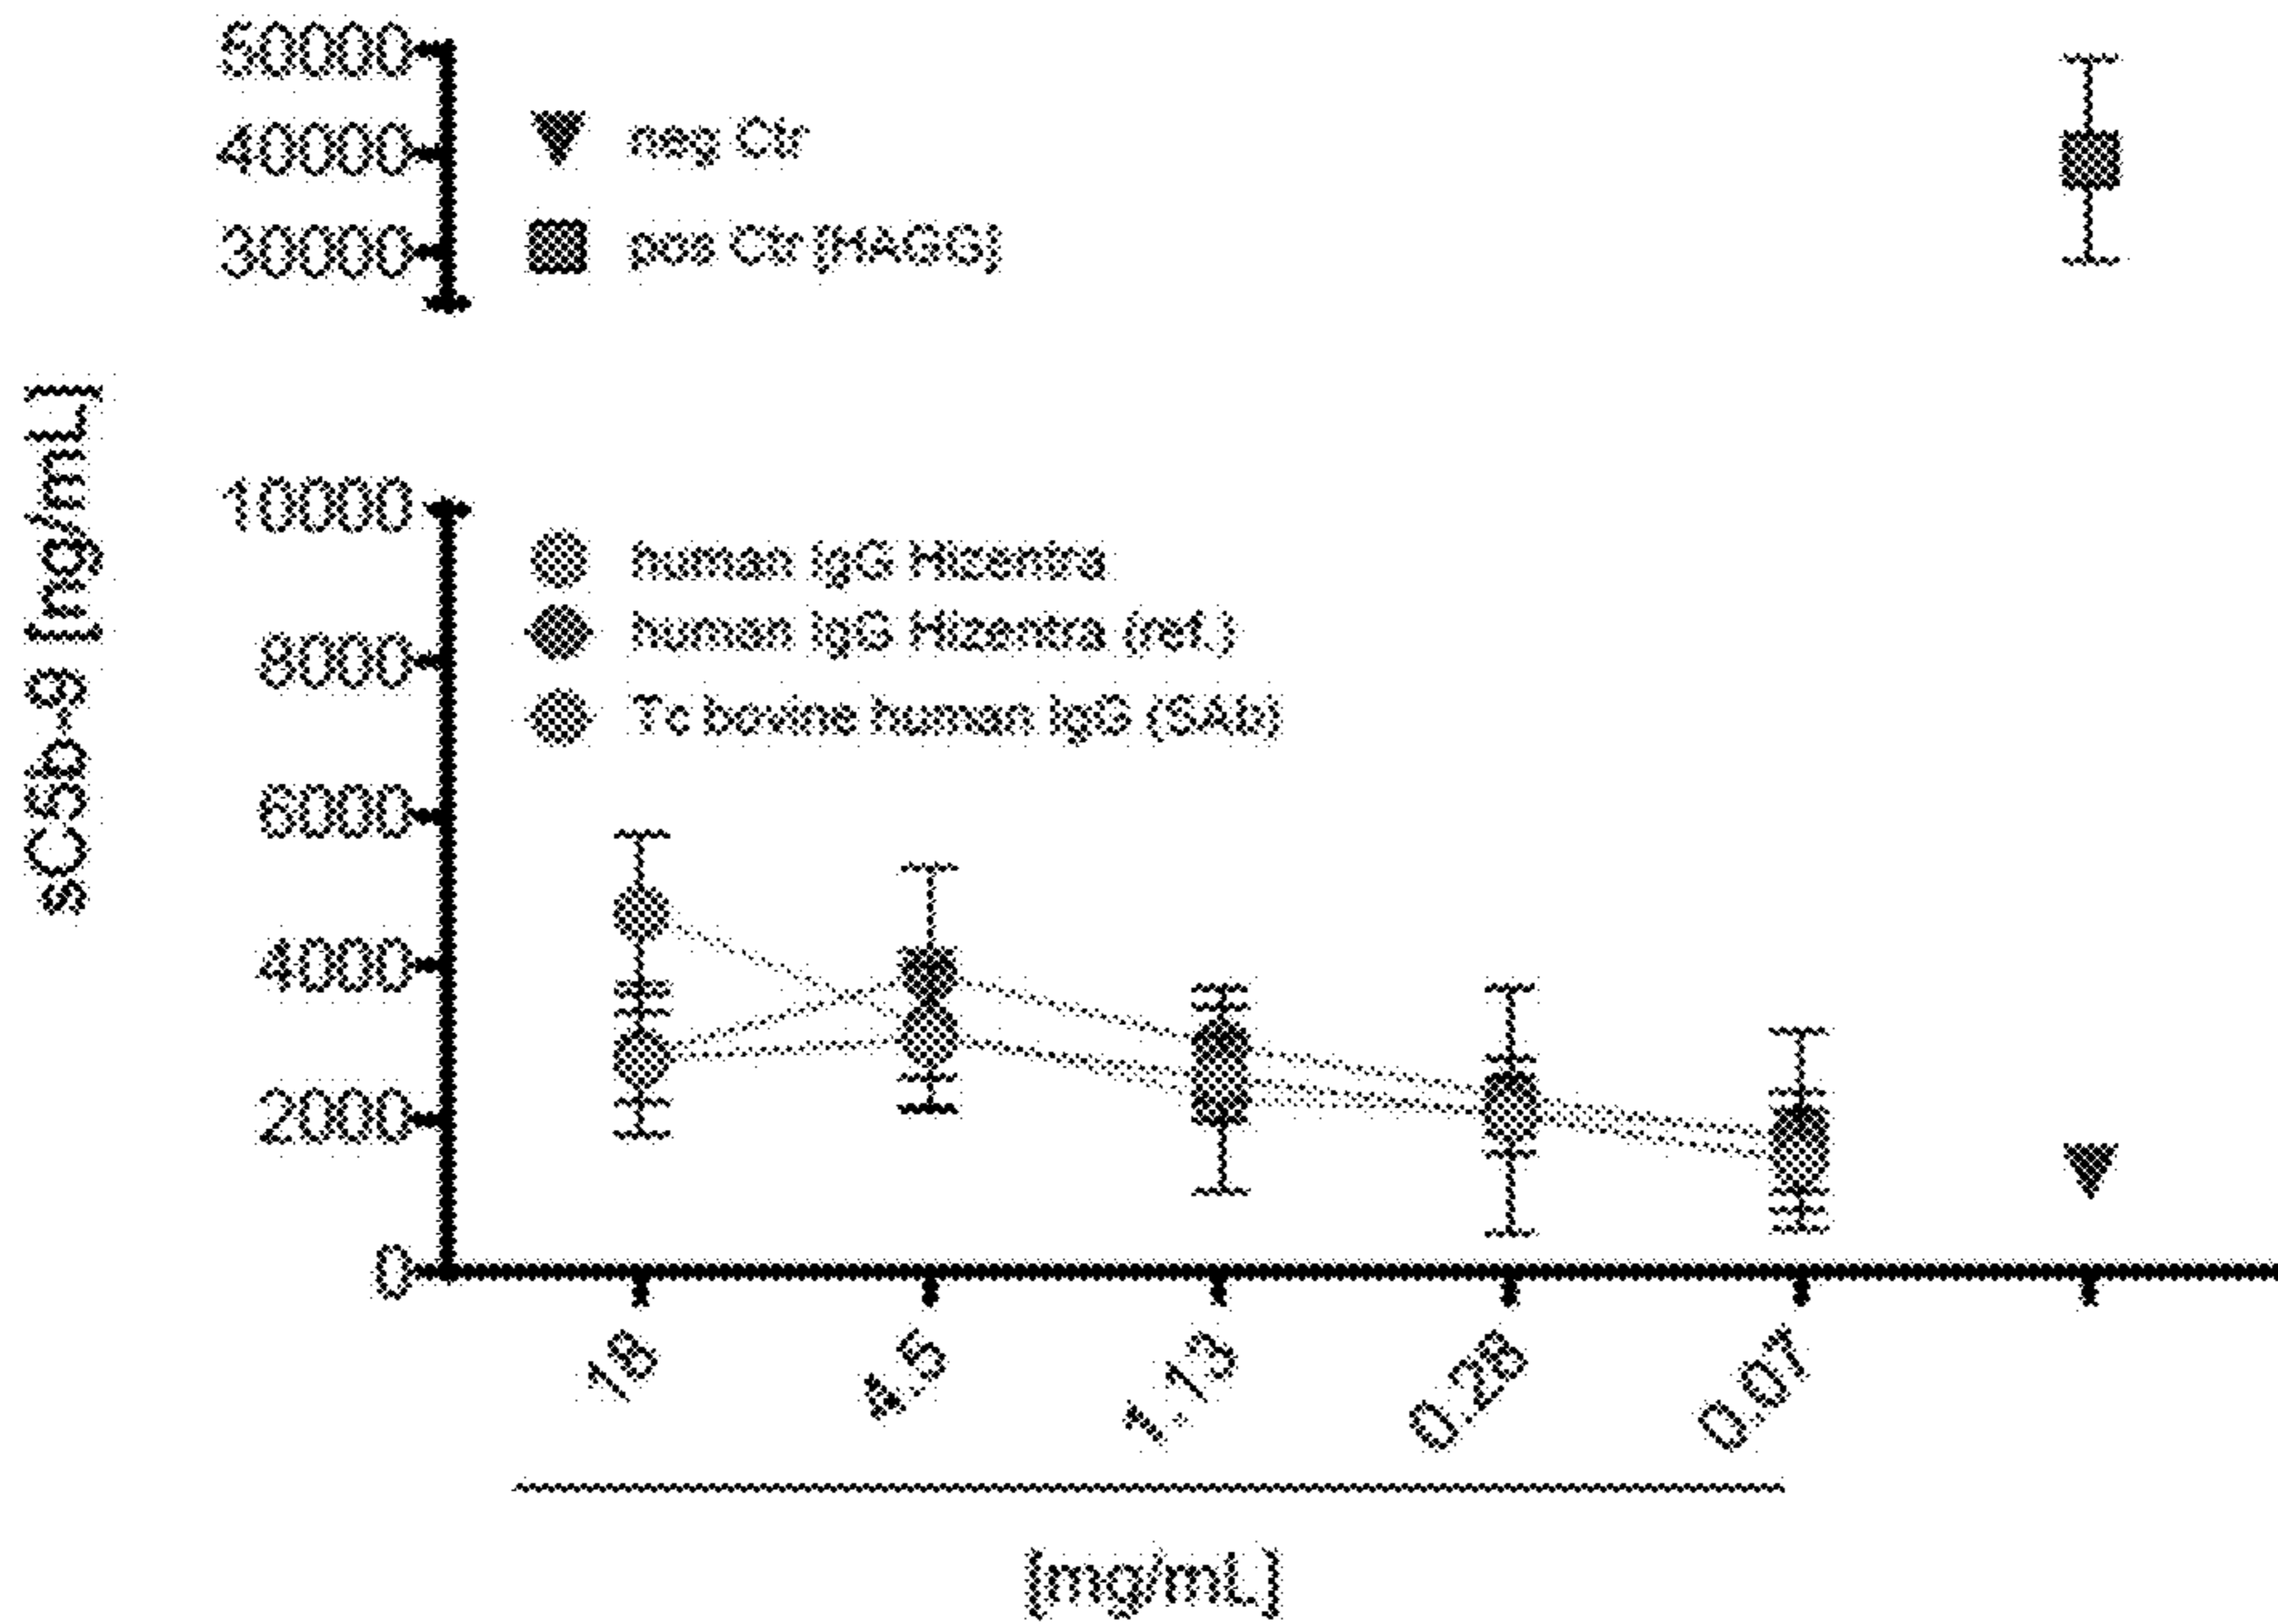 50000
40000
30000
neg Ctr
pos Ctr [HAGG]
sC5b-9 [ng/mL]
10000
8000
6000
4000
2000
0
human IgG Hizentra
human IgG Hizentra (ref.)
Tc bovine human IgG (SAb)
18
4.5
1.13
0.28
0.07
[mg/mL]